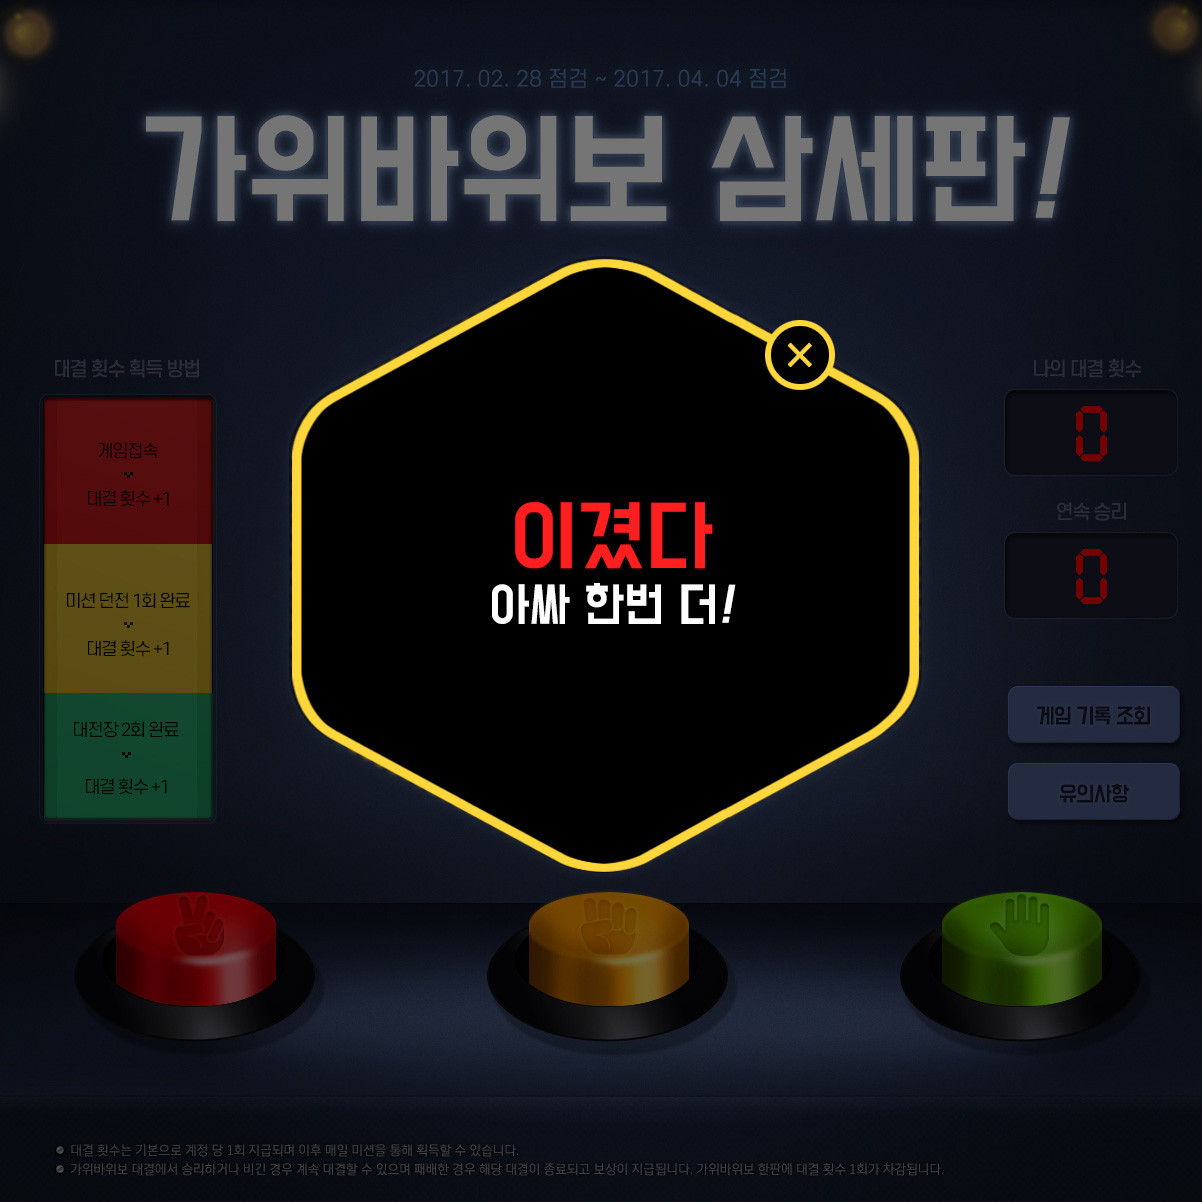 2017. 02. 28 점검 ~ 2017. 04. 04 점검
가위바위보 삼세판!
대결 횟수 획득 방법
게임접속
대결 횟수 +1
미션 던전 1회 완료
대결 횟수 +1
대전장 2회 완료
대결 횟수 +1
이겼다
아싸 한번 더!
나의 대결 횟수
0
연속 승리
0
게임 기록 조회
유의사항
대결 횟수는 기본으로 계정 당 1회 지급되며 이후 매일 미션을 통해 획득할 수 있습니다.
가위바위보 대결에서 승리하거나 비긴 경우 계속 대결할 수 있으며 패배한 경우 해당 대결이 종료되고 보상이 지급됩니다. 가위바위보 한판에 대결 횟수 1회가 차감됩니다.